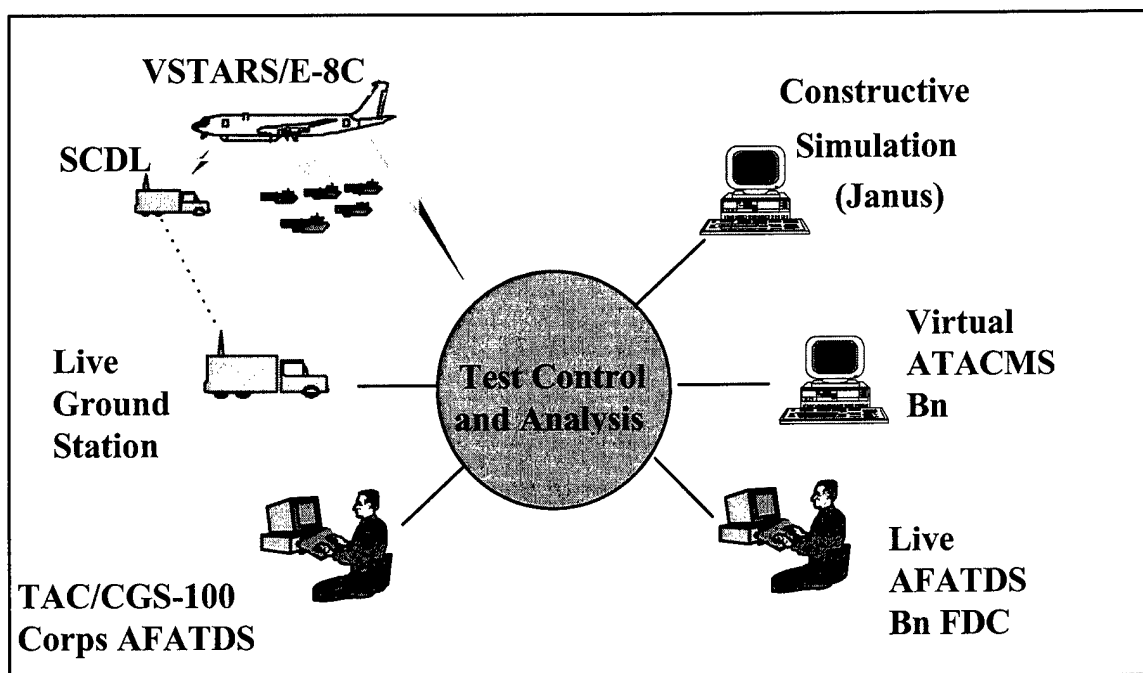 VSTARS/E-8C
SCDL
Constructive
Simulation
(Janus)
Live
Ground
Station
Test Control
and Analysis
Virtual
ATACMS
Bn
TAC/CGS-100
Corps AFATDS
Live
AFATDS
Bn FDC